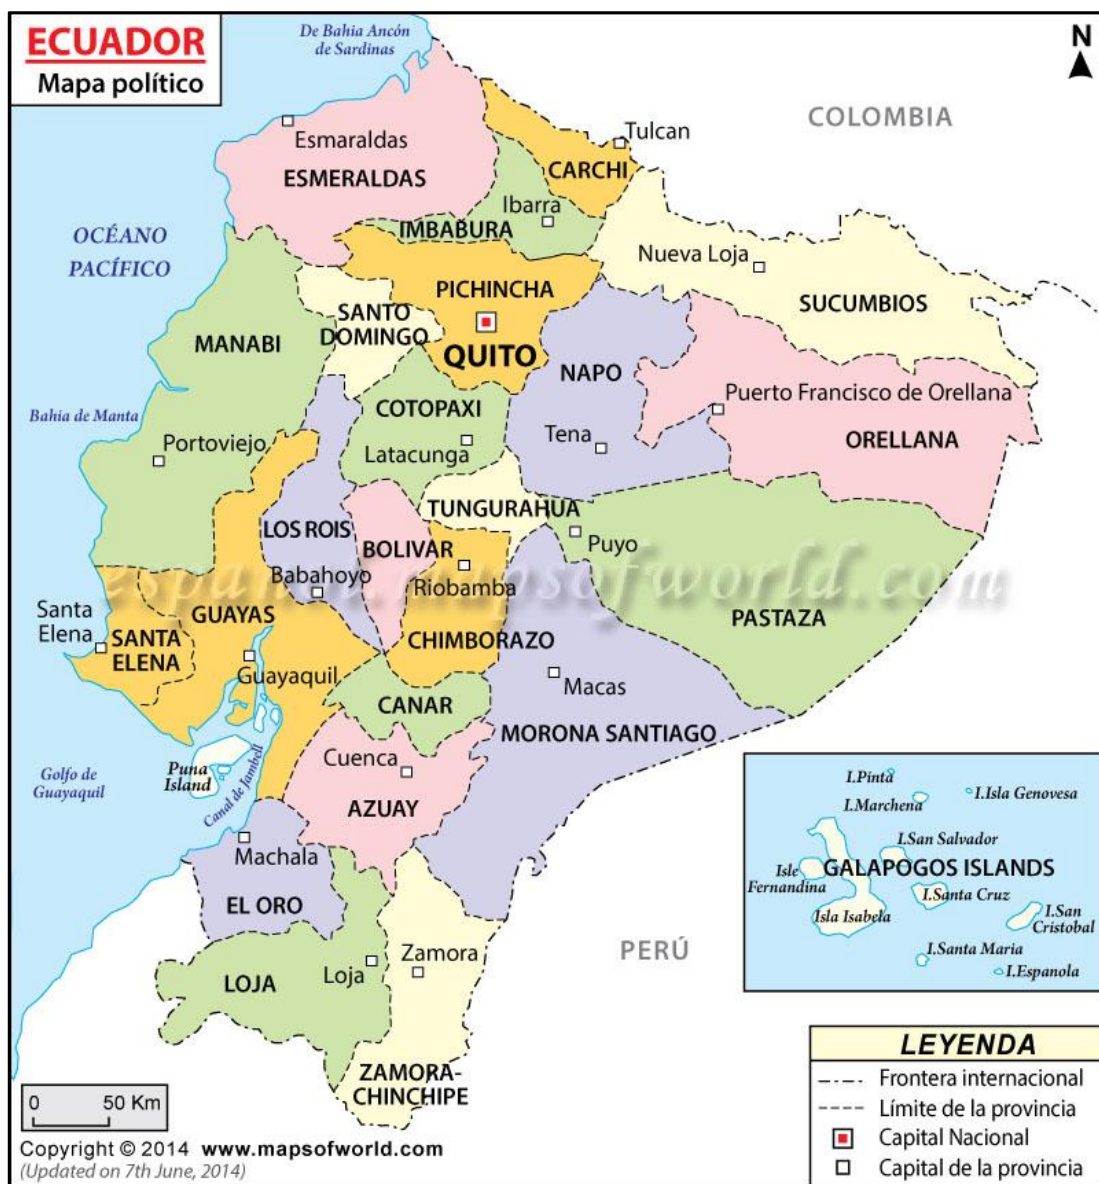 ECUADOR
Mapa político
De Bahia Ancón
de Sardinas
N
COLOMBIA
Tulcan
Esmaraldas
CARCHI
ESMERALDAS
Ibarra
IMBABURA
OCÉANO
PACÍFICO
Nueva Loja
PICHINCHA
SUCUMBIOS
SANTO
DOMINGO
MANABI
QUITO
NAPO
Puerto Francisco de Orellana
COTOPAXI
Bahia de Manta
Portoviejo
Latacunga
Tena
ORELLANA
TUNGURAHUA
LOS ROIS
BOLIVAR
Puyo
espanol.mapsofworld.com
Babahoyo
Riobamba
Santa
Elena
GUAYAS
PASTAZA
SANTA
ELENA
CHIMBORAZO
Guayaquil
Macas
CANAR
MORONA SANTIAGO
Cuenca
Puna
Island
Golfo de
Guayaquil
Canal de Jambelí
AZUAY
Machala
EL ORO
Zamora
Loja
LOJA
PERÚ
ZAMORA-
CHINCHIPE
I.Pinta
I.Marchena
I.Isla Genovesa
I.San Salvador
GALAPOGOS ISLANDS
Isle
Fernandina
I.Santa Cruz
Isla Isabela
I.San
Cristobal
I.Santa Maria
I.Espanola
LEYENDA
Frontera internacional
Límite de la provincia
Capital Nacional
Capital de la provincia
0 50 Km
Copyright © 2014 www.mapsofworld.com
(Updated on 7th June, 2014)